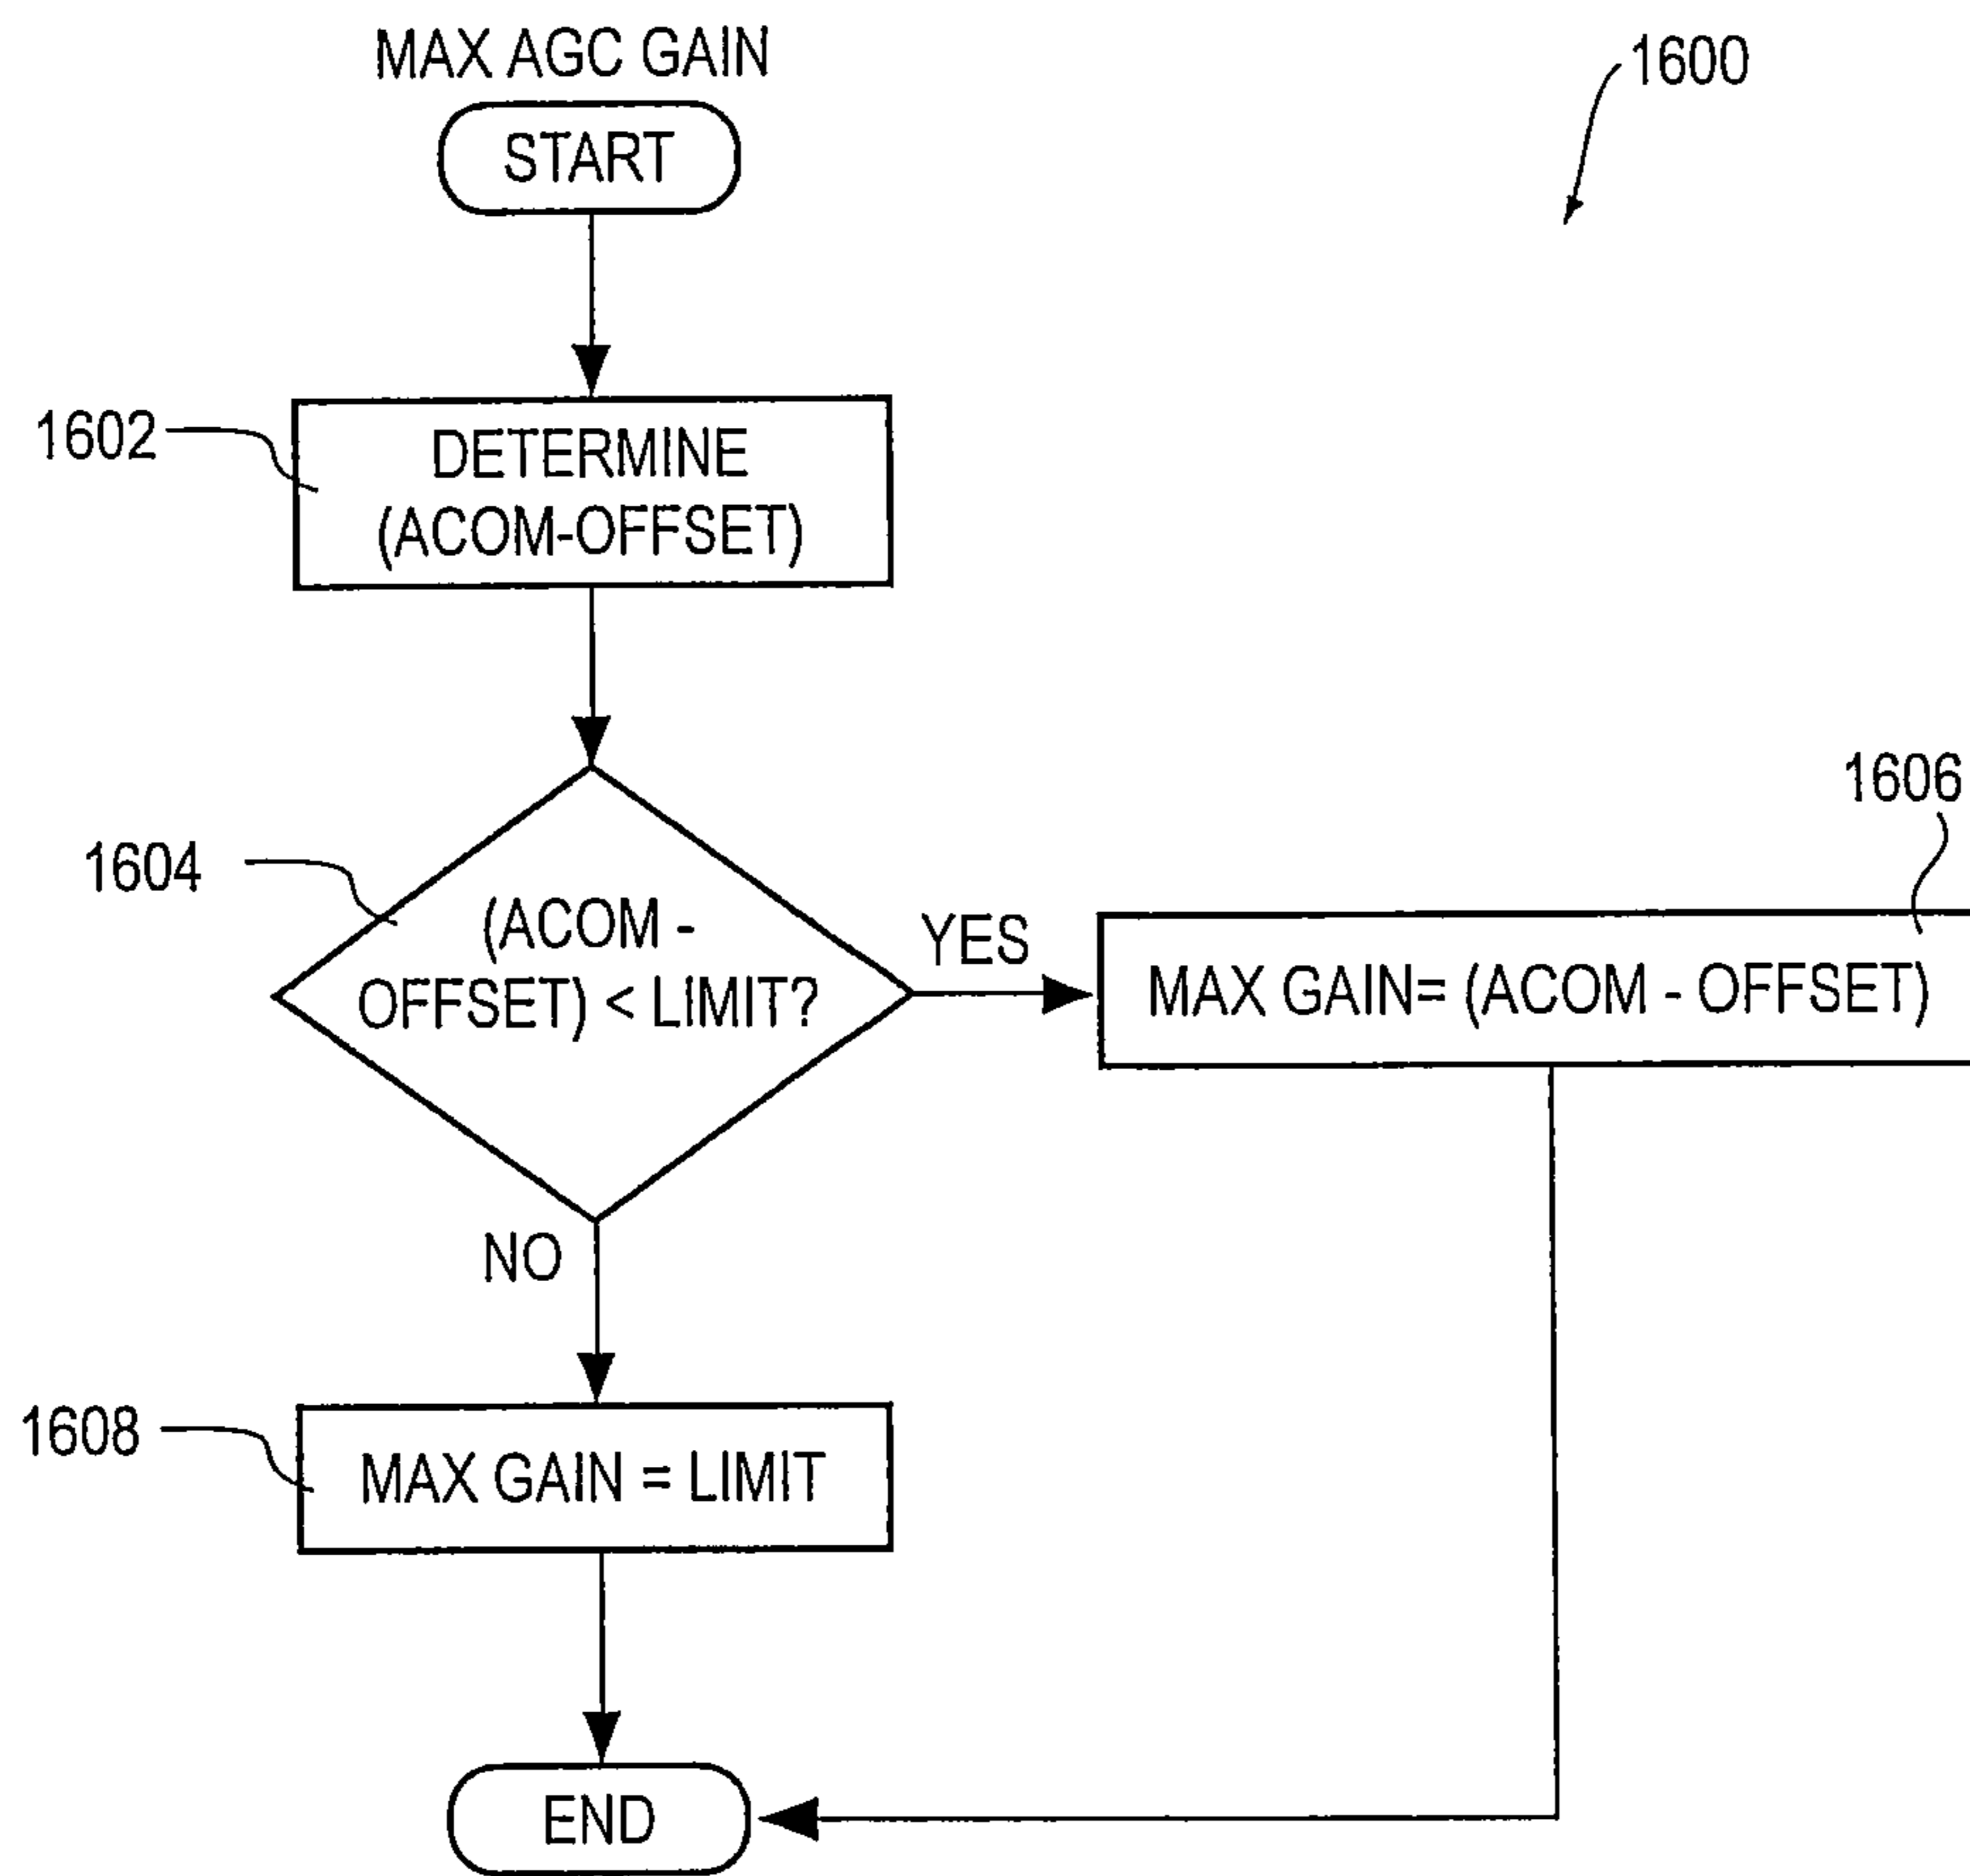 MAX AGC GAIN
1600
START
1602
DETERMINE
(ACOM-OFFSET)
1604
(ACOM -
OFFSET) < LIMIT?
YES
1606
MAX GAIN= (ACOM - OFFSET)
NO
1608
MAX GAIN = LIMIT
END